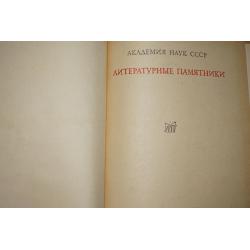 АКАДЕМИЯ НАУК СССР
ЛИТЕРАТУРНЫЕ ПАМЯТНИКИ